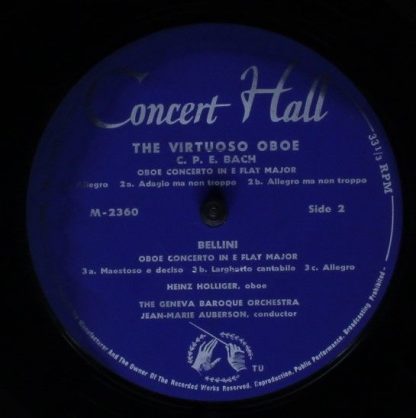 Concert Hall
THE VIRTUOSO OBOE
C. P. E. BACH
OBOE CONCERTO IN E FLAT MAJOR
Allegro 2a. Adagio ma non troppo 2b. Allegro ma non troppo
33 1/3 RPM
M-2360 Side 2
BELLINI
OBOE CONCERTO IN E FLAT MAJOR
3a. Maestoso e deciso 3b. Larghetto cantabile 3c. Allegro
HEINZ HOLLIGER, oboe
THE GENEVA BAROQUE ORCHESTRA
JEAN-MARIE AUBERSON, conductor
TU
Manufacturer And The Owner Of The Recorded Works Reserved. Reproduction, Public Performance, Broadcasting Prohibited